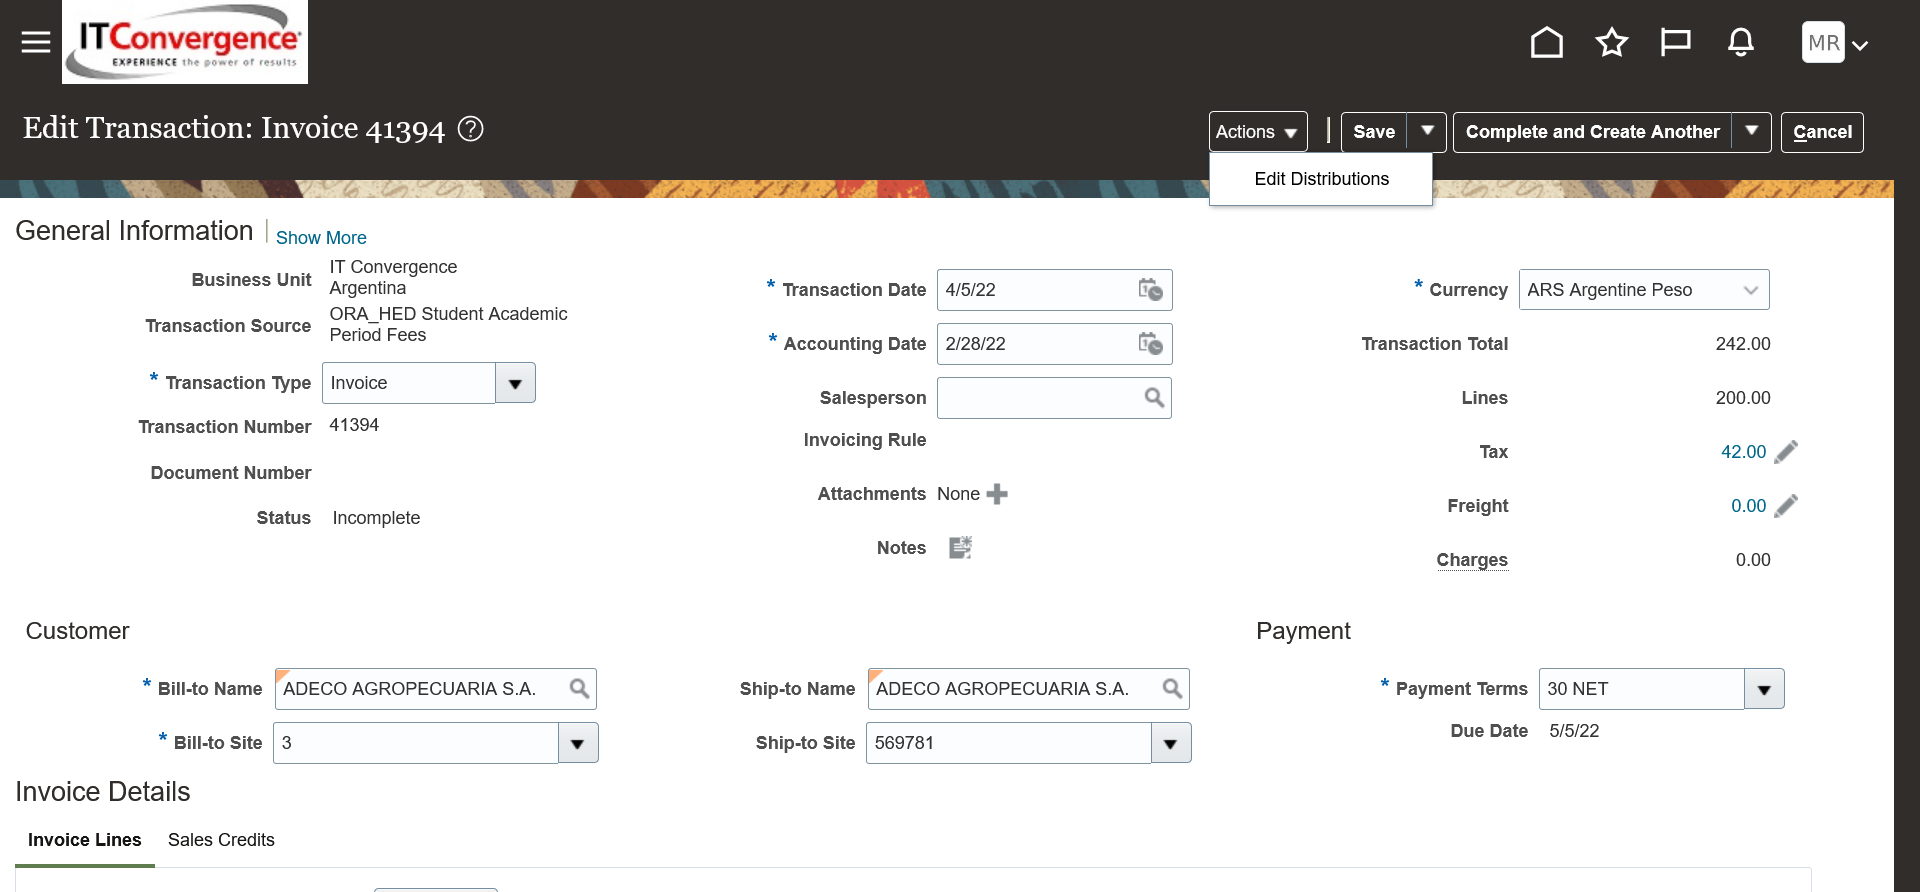 ITConvergence
EXPERIENCE the power of results
MR
Edit Transaction: Invoice 41394 ?
Actions
Save
Complete and Create Another
Cancel
Edit Distributions
General Information
Show More
Business Unit
IT Convergence
Argentina
Transaction Source
ORA_HED Student Academic
Period Fees
* Transaction Type
Invoice
Transaction Number
41394
Document Number
Status
Incomplete
* Transaction Date
4/5/22
* Accounting Date
2/28/22
Salesperson
Invoicing Rule
Attachments
None
Notes
* Currency
ARS Argentine Peso
Transaction Total
242.00
Lines
200.00
Tax
42.00
Freight
0.00
Charges
0.00
Customer
* Bill-to Name
ADECO AGROPECUARIA S.A.
* Bill-to Site
3
Ship-to Name
ADECO AGROPECUARIA S.A.
Ship-to Site
569781
Payment
* Payment Terms
30 NET
Due Date
5/5/22
Invoice Details
Invoice Lines
Sales Credits